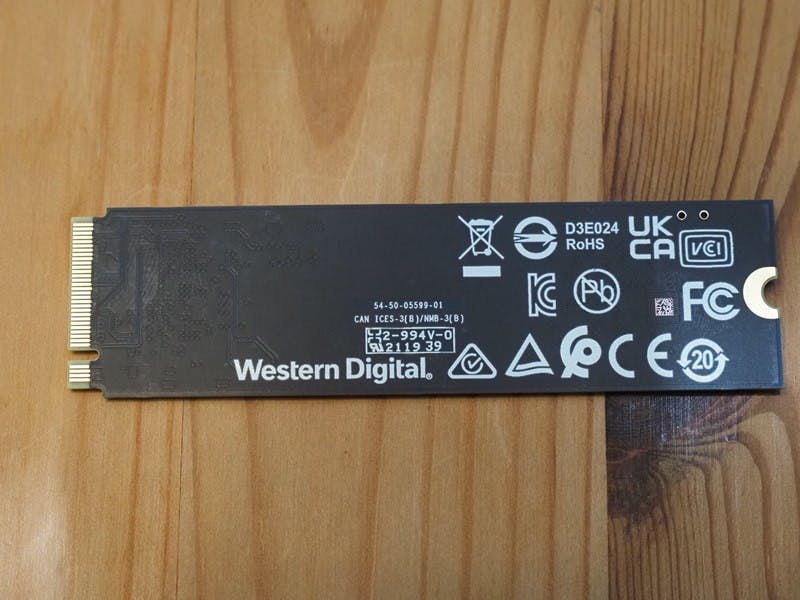 D3E024
RoHS
UK
CA
VCI
FC
54-50-05599-01
CAN ICES-3(B)/NMB-3(B)
2-994V-0
2119 39
Western Digital.
CE
20